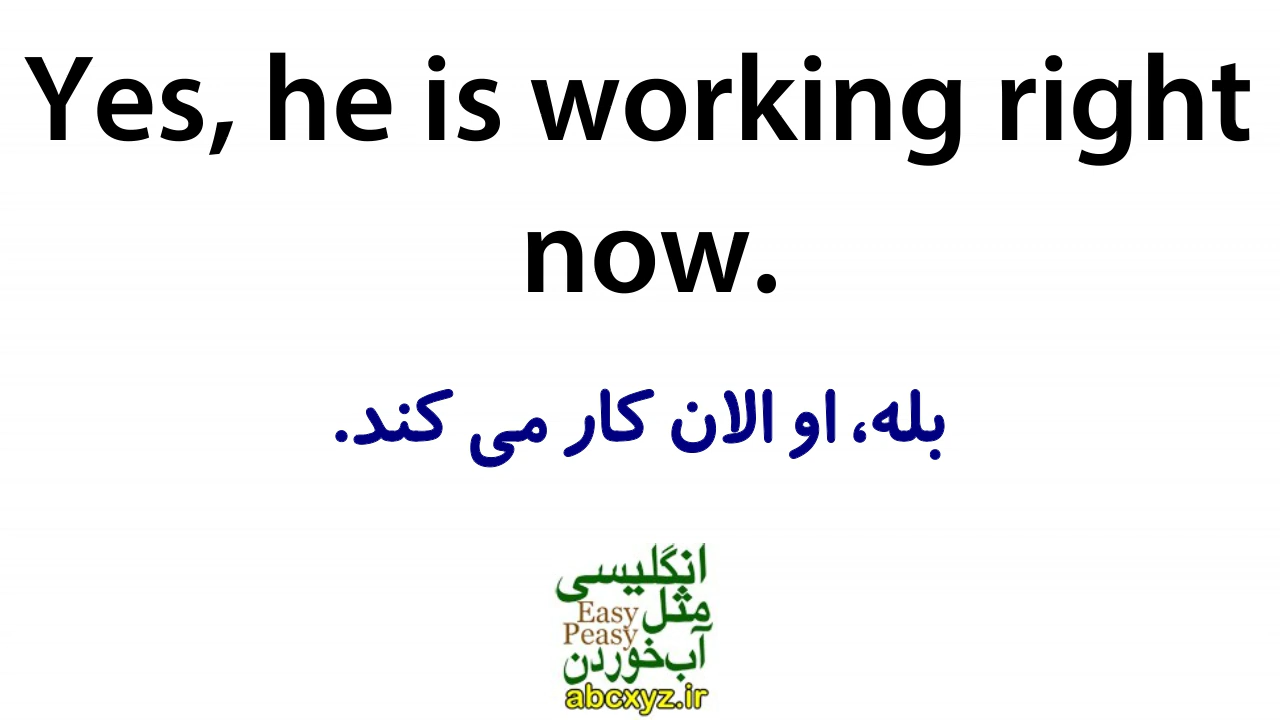 Yes, he is working right
now.
بله، او الان کار می کند.
انگلیسی
مثل Easy
Peasy
آب‌خوردن
abcxyz.ir